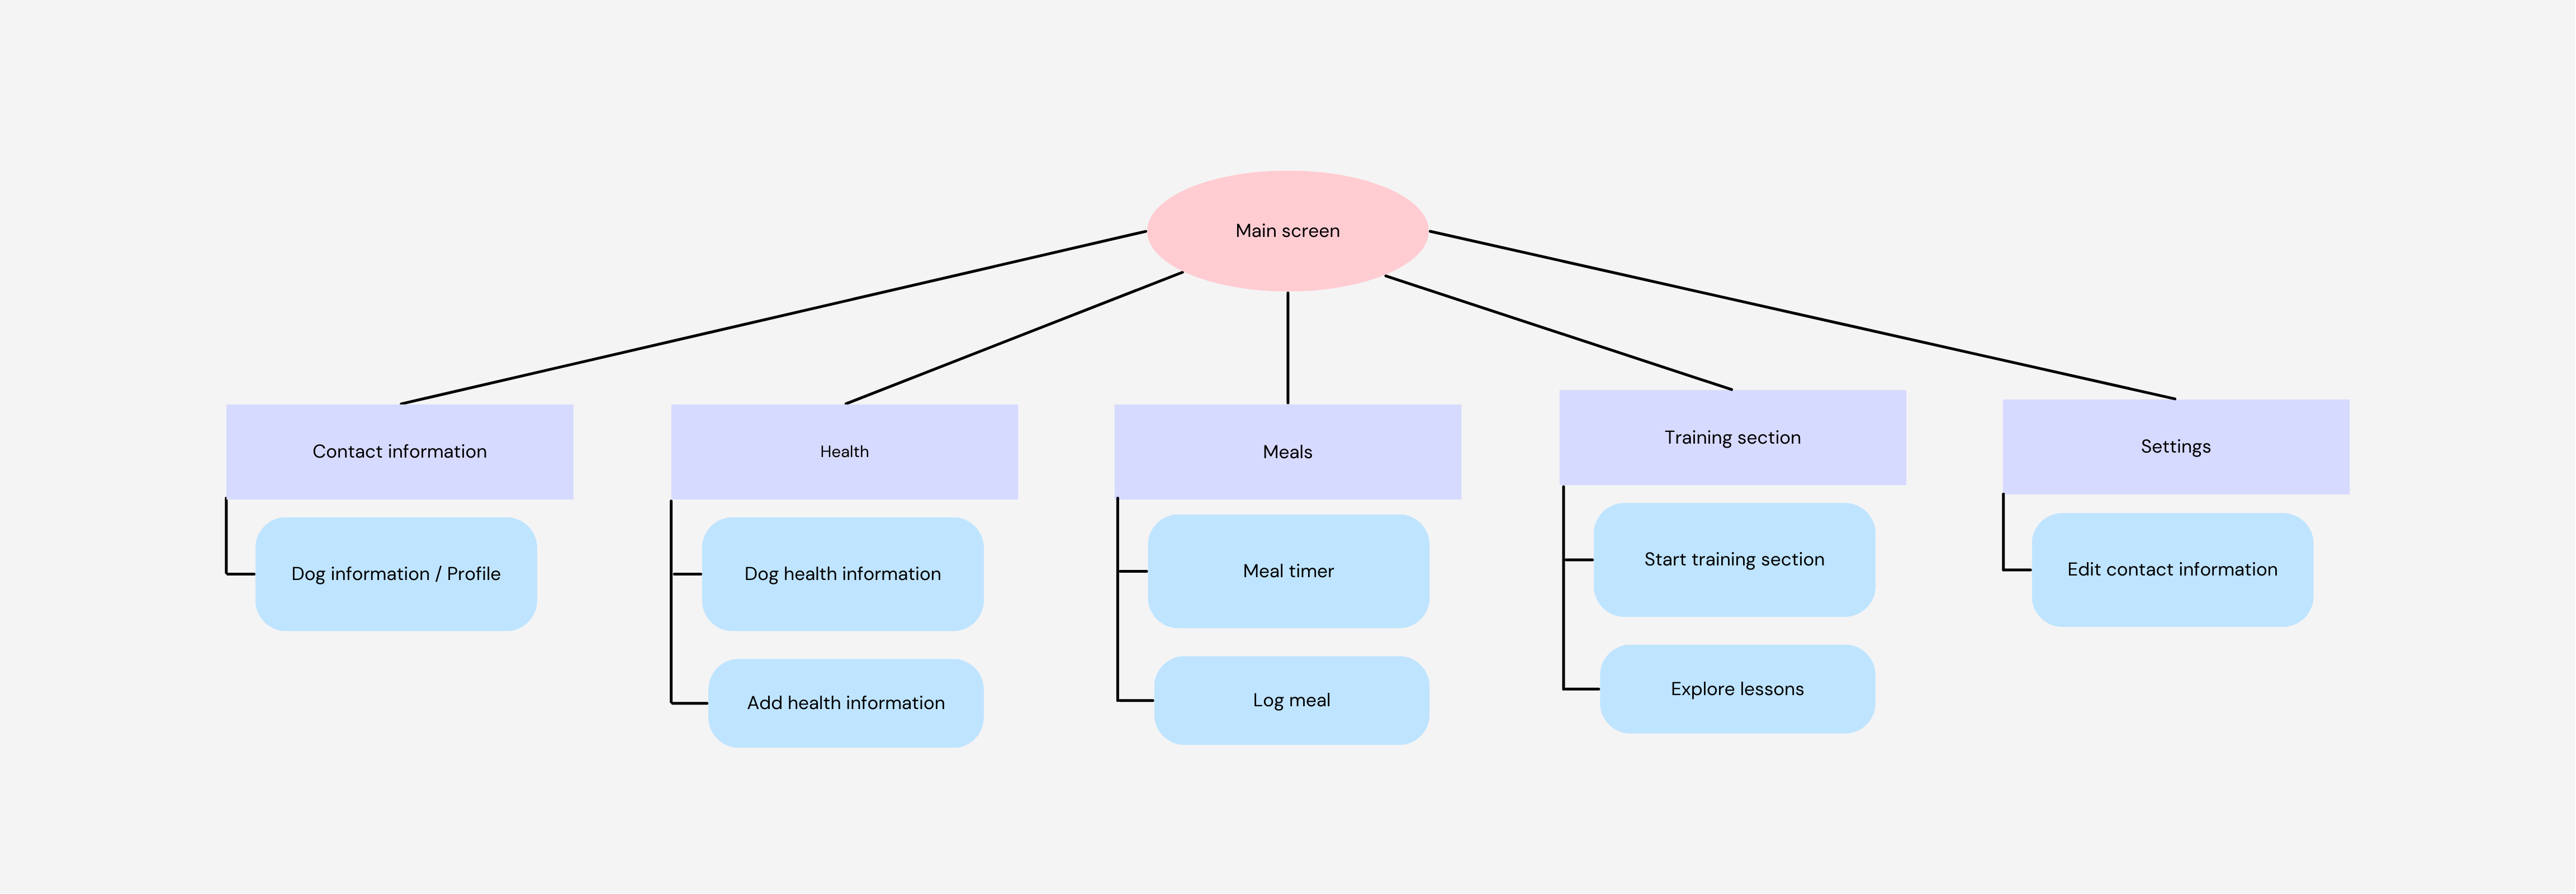 Main screen
Contact information
Health
Meals
Training section
Settings
Dog information / Profile
Dog health information
Meal timer
Start training section
Edit contact information
Add health information
Log meal
Explore lessons